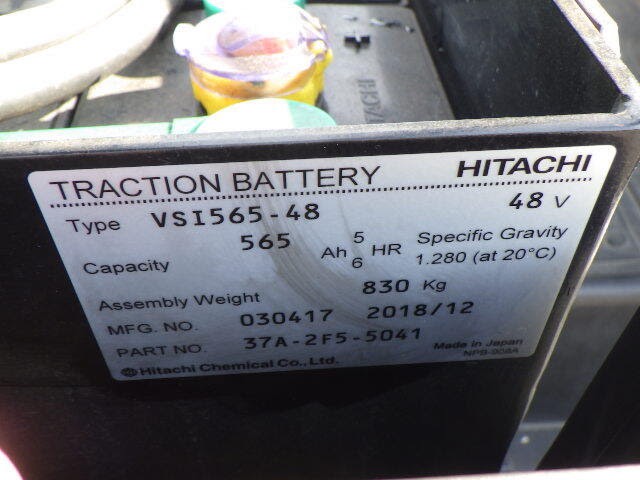 HITACHI
TRACTION BATTERY HITACHI
Type VSI565-48 48 V
Capacity 565 Ah 5 6 HR Specific Gravity 1.280 (at 20°C)
Assembly Weight 830 Kg
MFG. NO. 030417 2018/12
PART NO. 37A-2F5-5041 Made in Japan
Hitachi Chemical Co., Ltd. NPB-908A